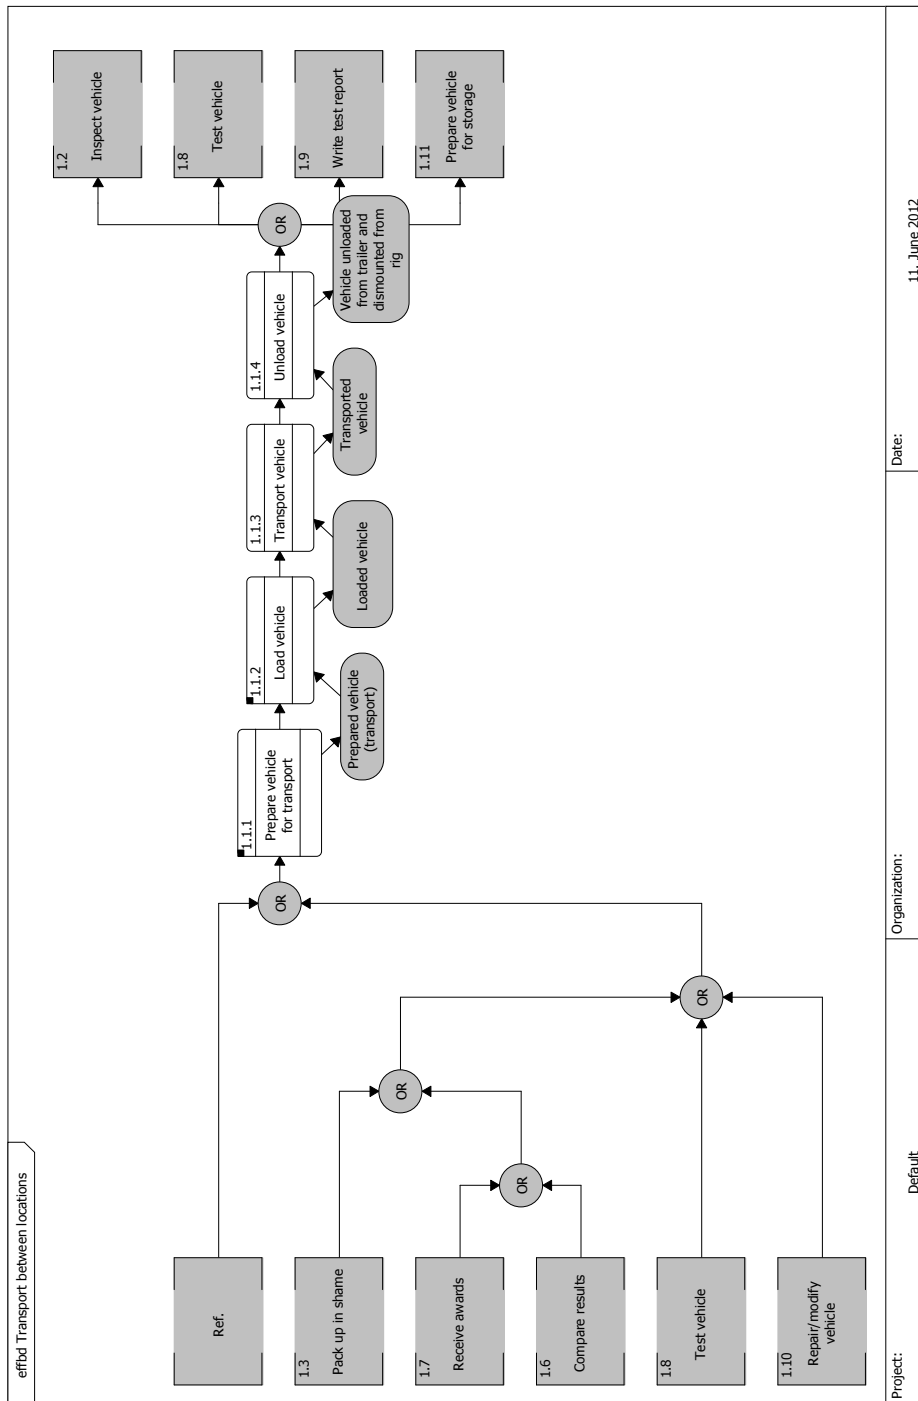 effbd Transport between locations
Ref.
1.3
Pack up in shame
1.7
Receive awards
1.6
Compare results
1.8
Test vehicle
1.10
Repair/modify
vehicle
OR
OR
OR
OR
1.1.1
Prepare vehicle
for transport
Prepared vehicle
(transport)
1.1.2
Load vehicle
Loaded vehicle
1.1.3
Transport vehicle
Transported
vehicle
1.1.4
Unload vehicle
Vehicle unloaded
from trailer and
dismounted from
rig
OR
1.2
Inspect vehicle
1.8
Test vehicle
1.9
Write test report
1.11
Prepare vehicle
for storage
Project:
Default
Organization:
Date:
11. June 2012